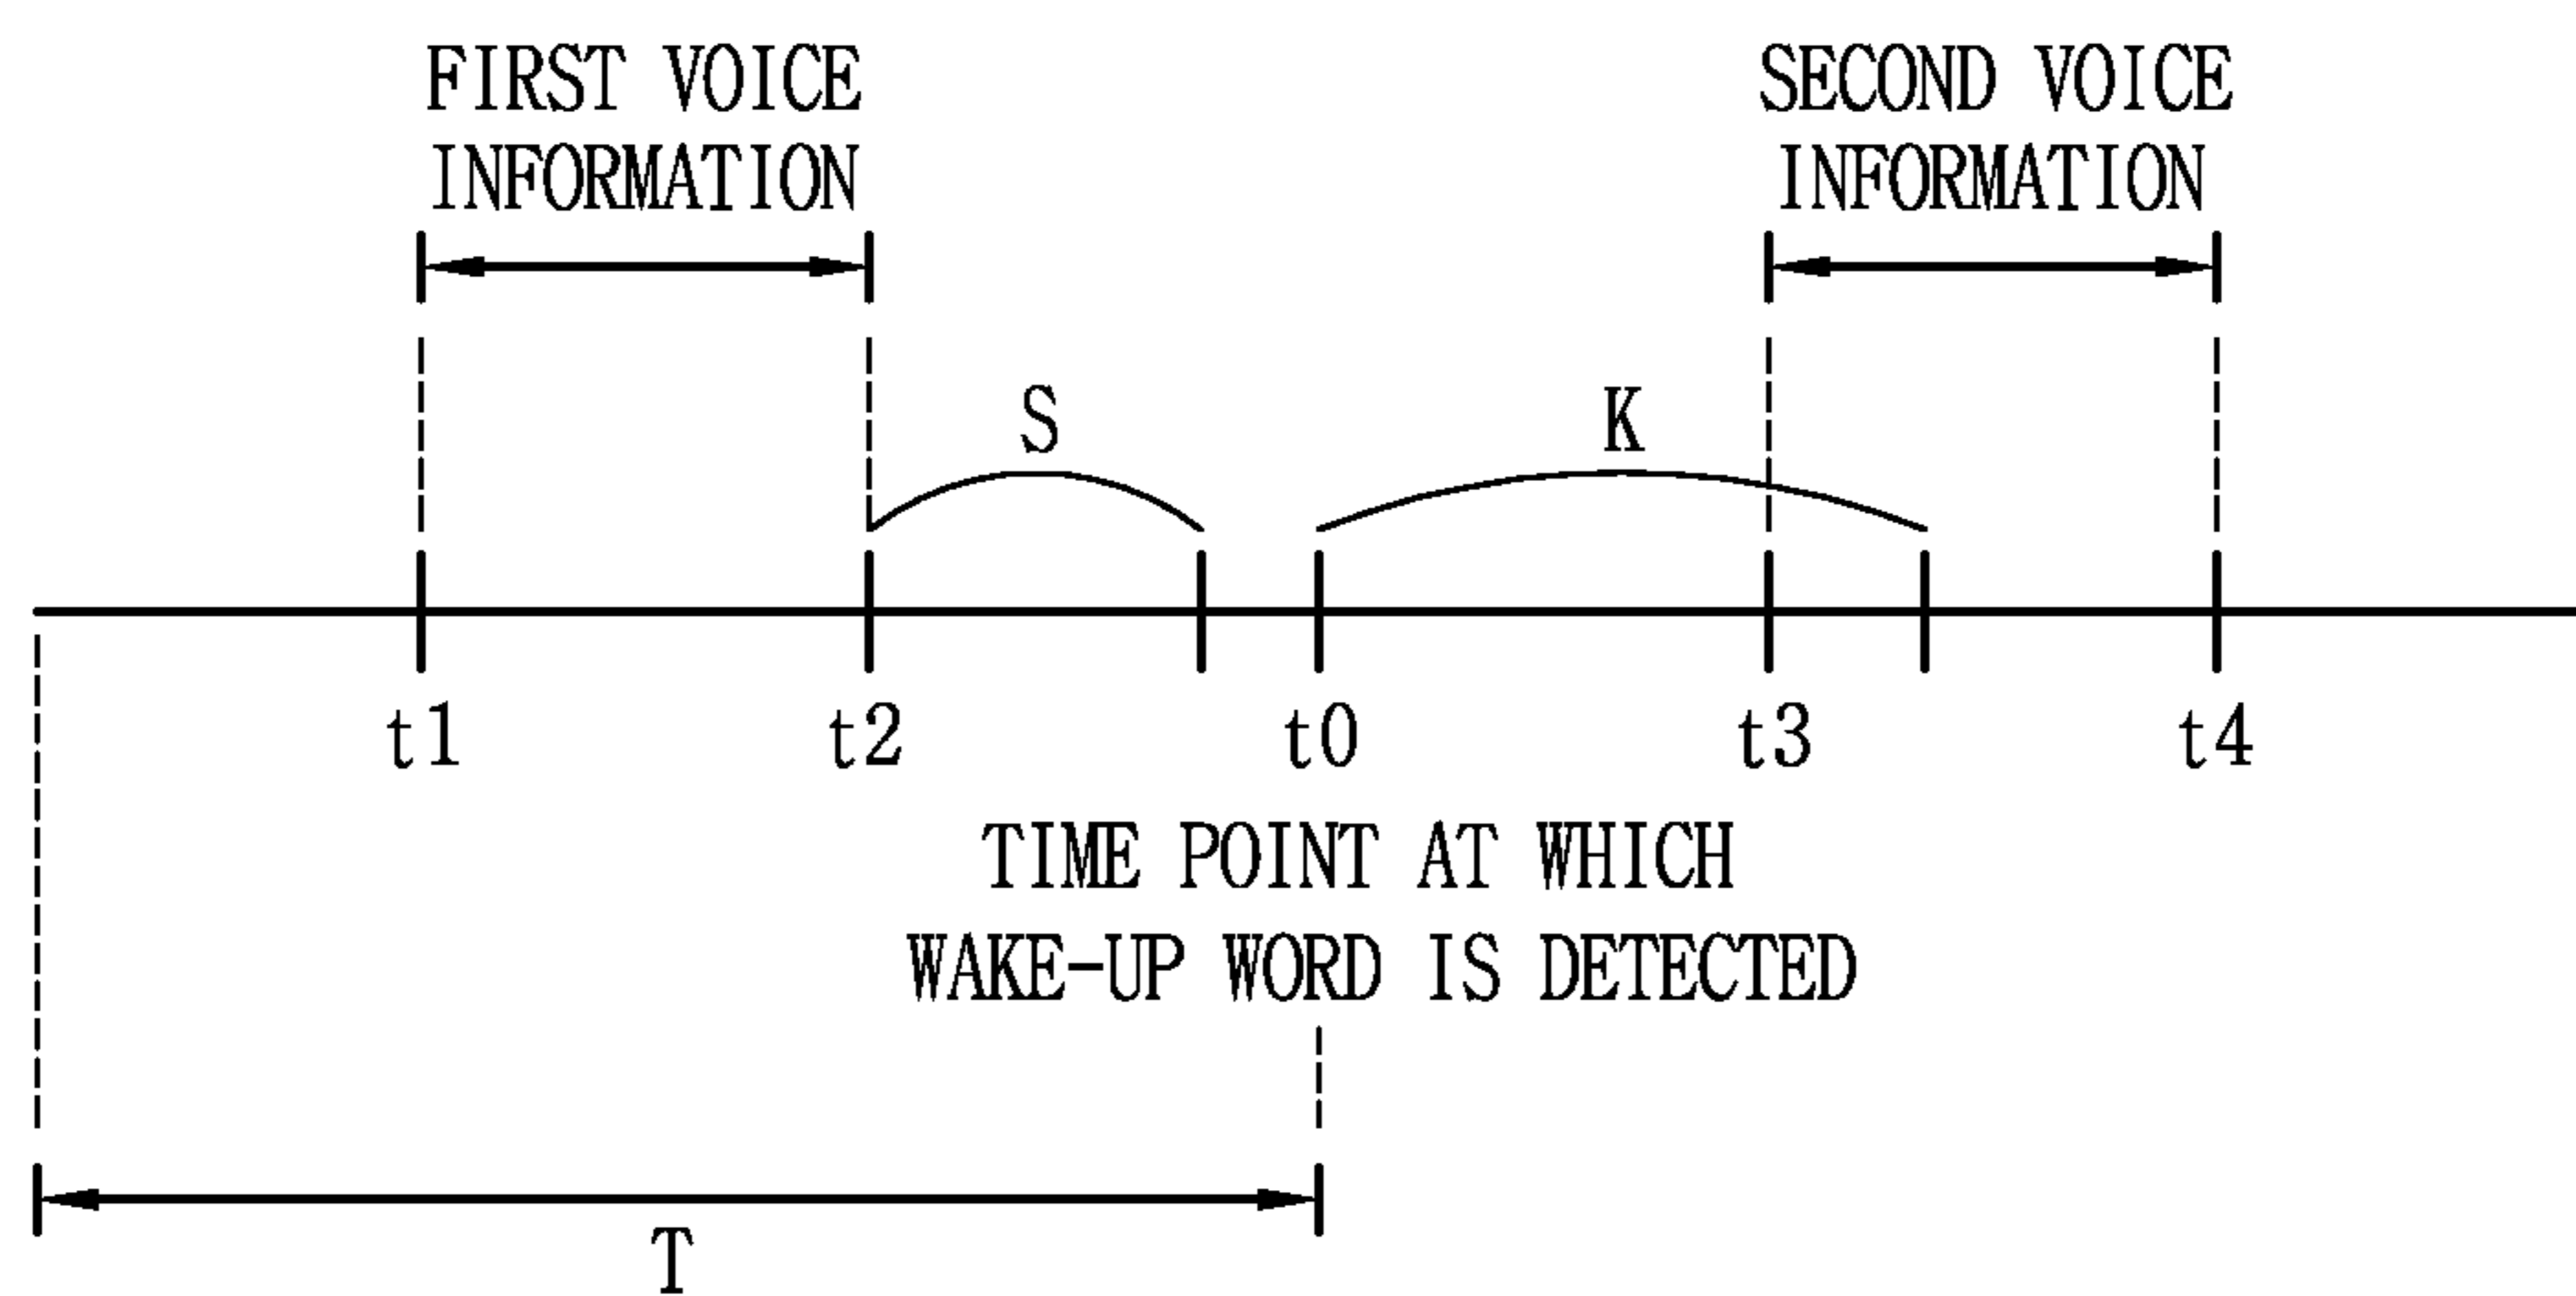 FIRST VOICE
INFORMATION
SECOND VOICE
INFORMATION
S
K
t1
t2
t0
t3
t4
TIME POINT AT WHICH
WAKE-UP WORD IS DETECTED
T